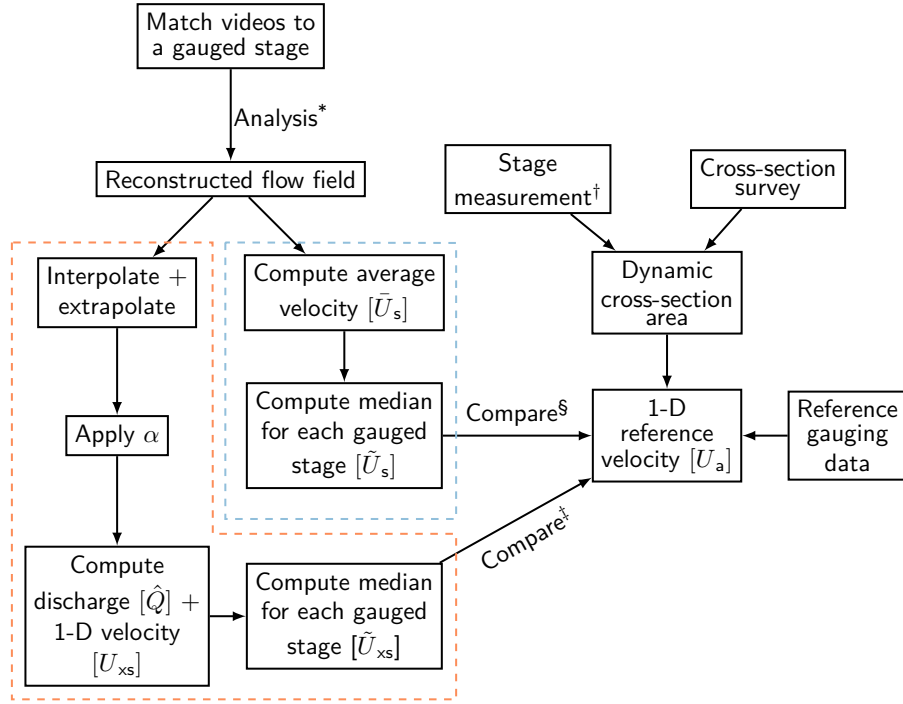 Match videos to
a gauged stage
Analysis*
Reconstructed flow field
Stage
measurement†
Cross-section
survey
Interpolate +
extrapolate
Compute average
velocity [Ū_s]
Dynamic
cross-section
area
Apply α
Compute median
for each gauged
stage [Ũ_s]
Compare§
1-D
reference
velocity [U_a]
Reference
gauging
data
Compare‡
Compute
discharge [Q̂] +
1-D velocity
[U_xs]
Compute median
for each gauged
stage [Ũ_xs]